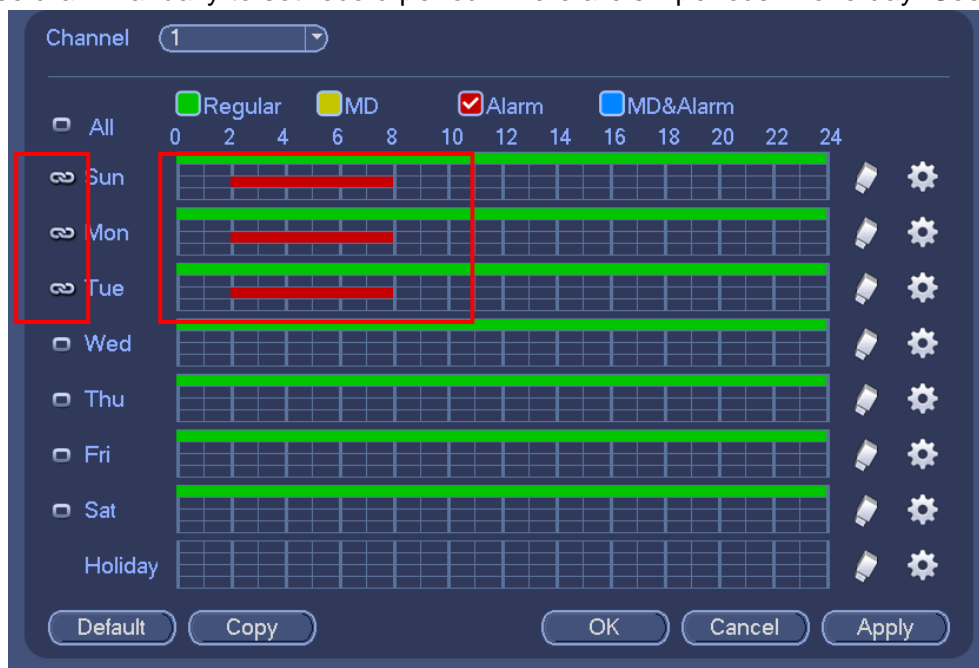 Channel 1
Regular MD Alarm MD&Alarm
All 0 2 4 6 8 10 12 14 16 18 20 22 24
Sun
Mon
Tue
Wed
Thu
Fri
Sat
Holiday
Default Copy OK Cancel Apply